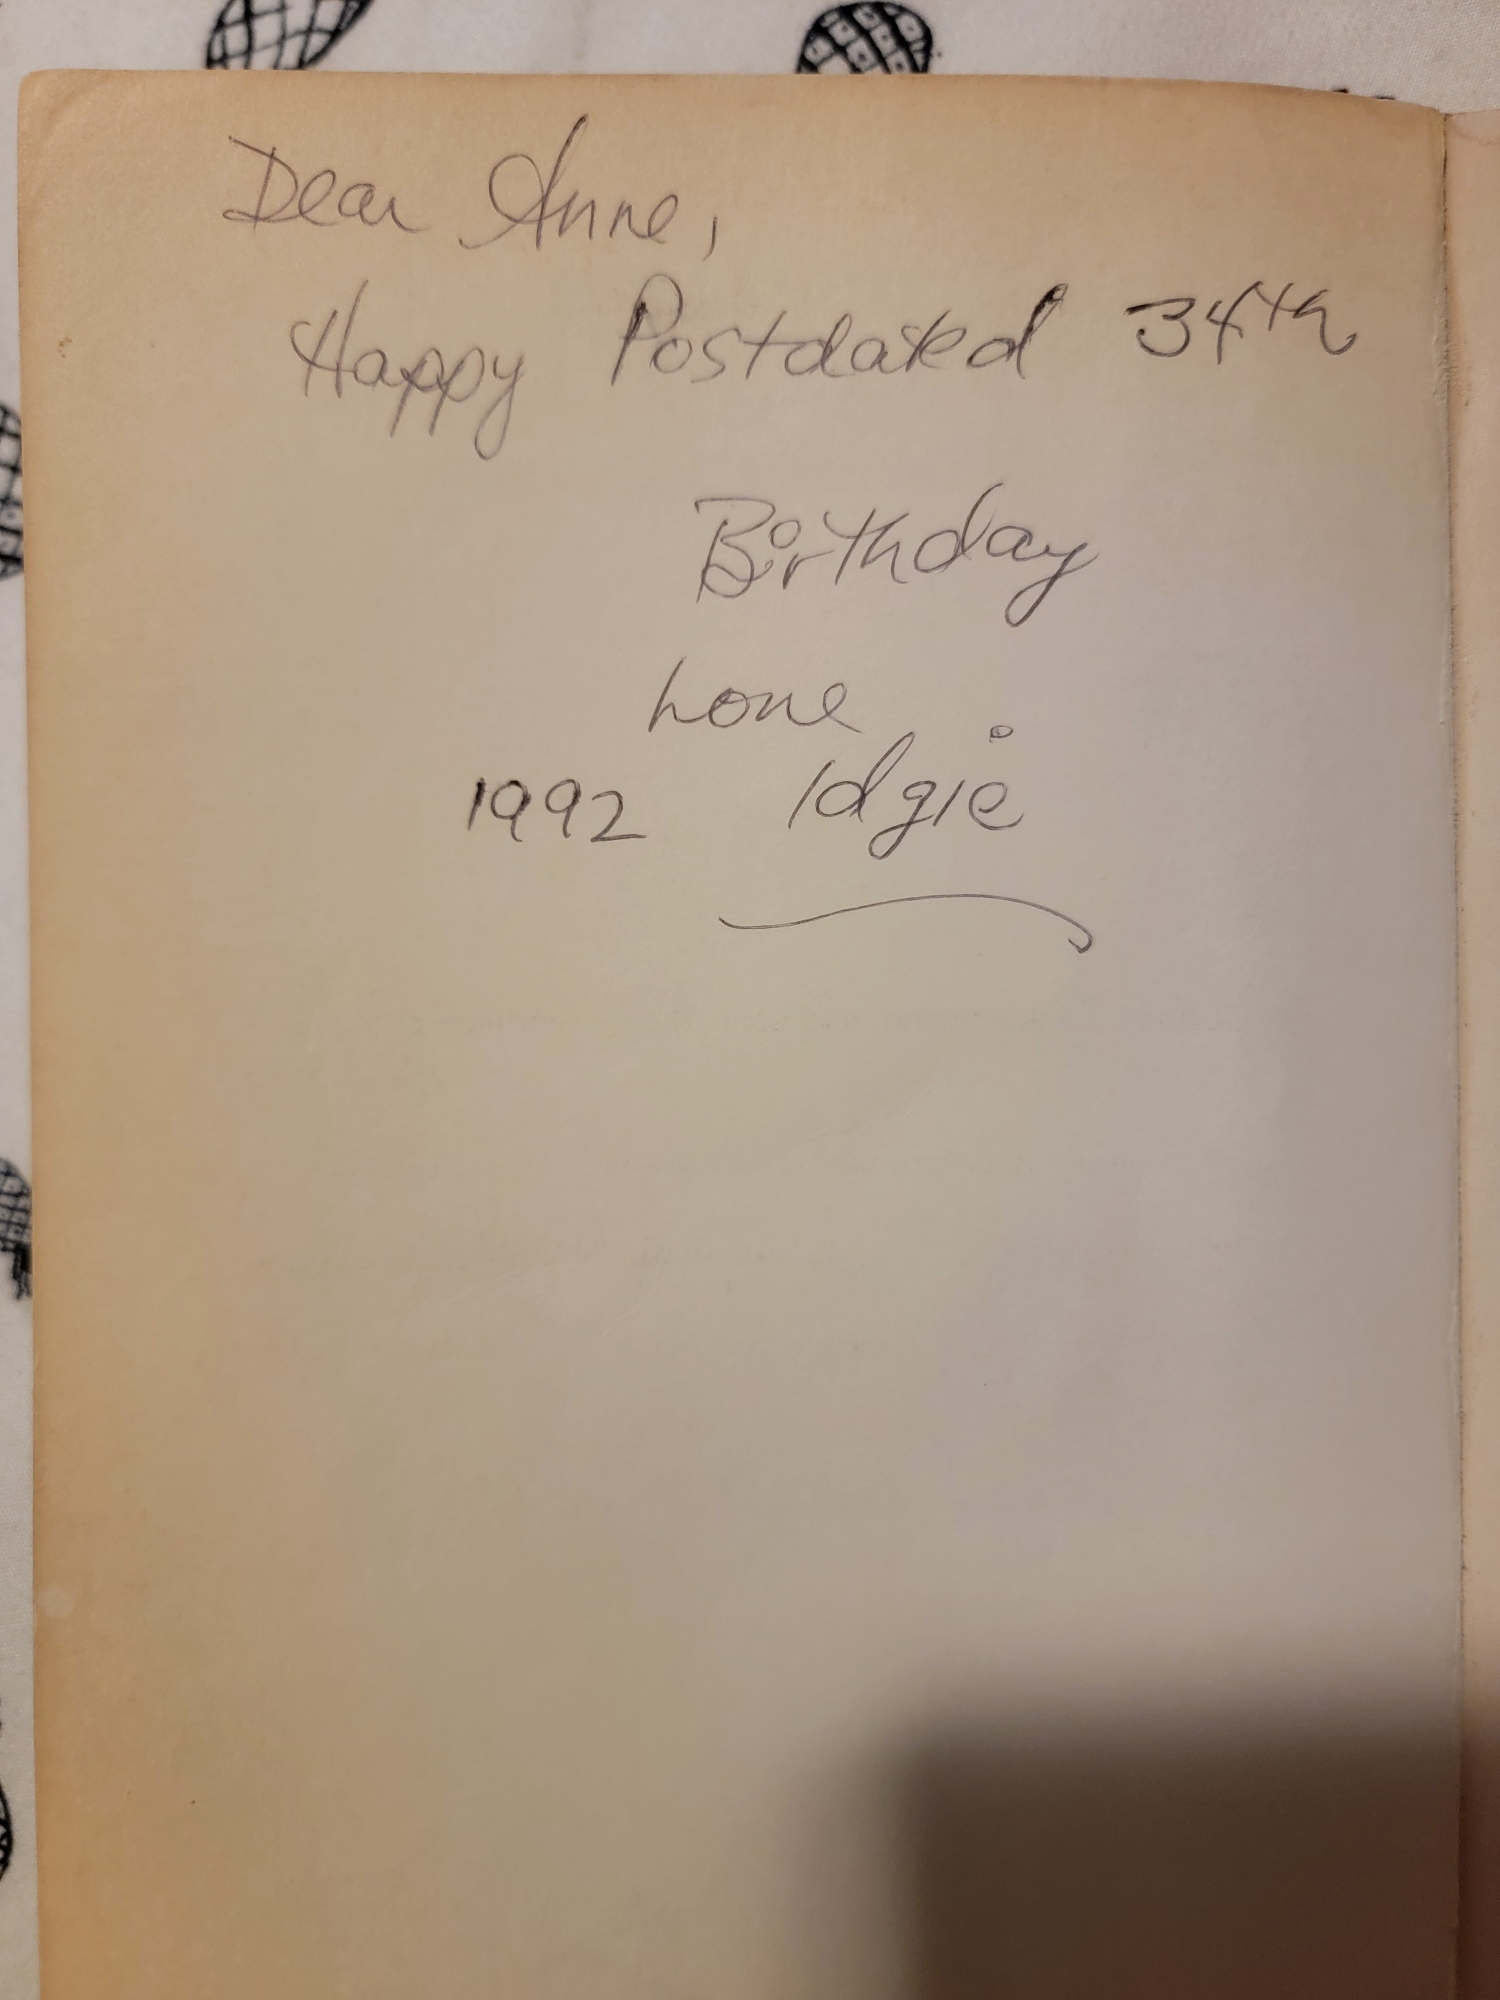 Dear Anne,
Happy Postdated 34th
Birthday
Love
1992 Idgie